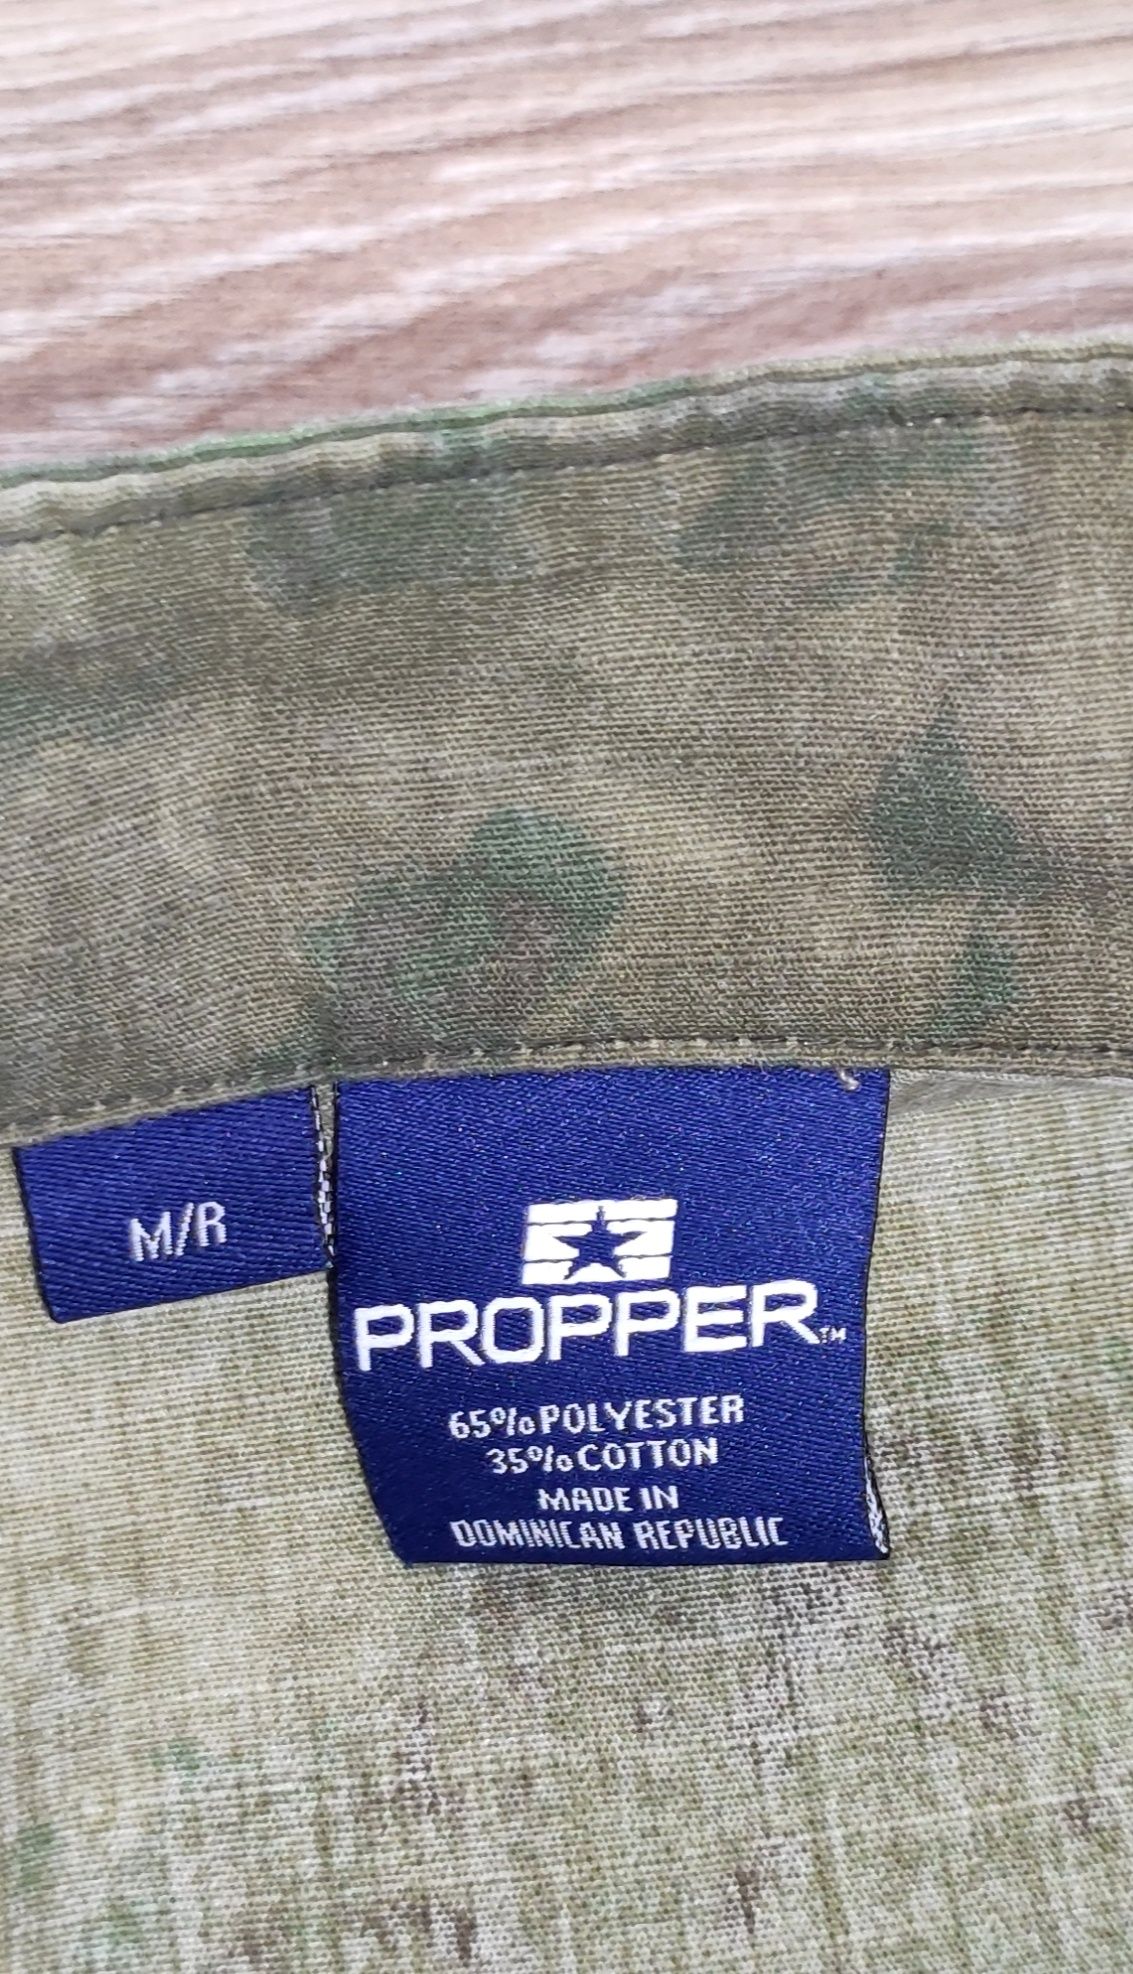 M/R
PROPPER™
65% POLYESTER
35% COTTON
MADE IN
DOMINICAN REPUBLIC